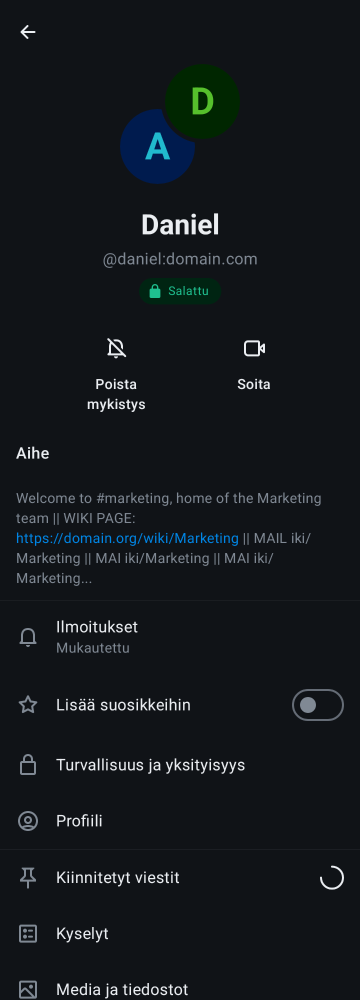 D
A
Daniel
@daniel:domain.com
Salattu
Poista
mykistys
Soita
Aihe
Welcome to #marketing, home of the Marketing
team || WIKI PAGE:
https://domain.org/wiki/Marketing || MAIL iki/
Marketing || MAI iki/Marketing || MAI iki/
Marketing...
Ilmoitukset
Mukautettu
Lisää suosikkeihin
Turvallisuus ja yksityisyys
Profiili
Kiinnitetyt viestit
Kyselyt
Media ja tiedostot